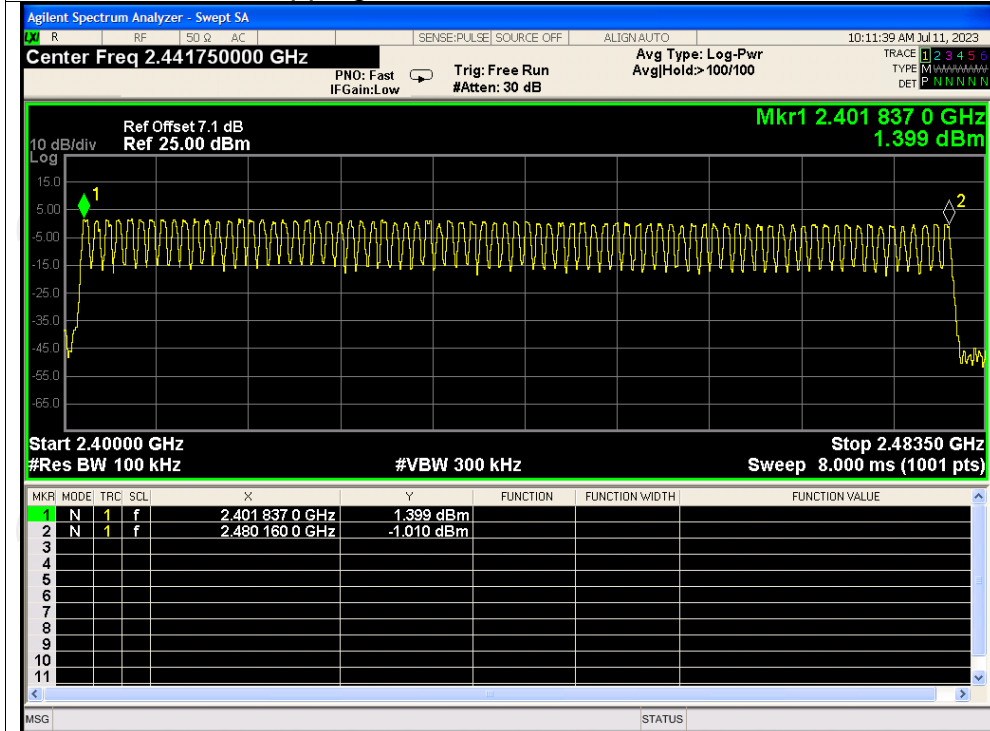 Agilent Spectrum Analyzer - Swept SA
LXI R RF 50 Ω AC SENSE:PULSE SOURCE OFF ALIGNAUTO 10:11:39 AM Jul 11, 2023
Center Freq 2.441750000 GHz
PNO: Fast
IFGain:Low
Trig: Free Run
#Atten: 30 dB
Avg Type: Log-Pwr
Avg|Hold:> 100/100
TRACE 1 2 3 4 5 6
TYPE M WWWWW
DET P N N N N N
Mkr1 2.401 837 0 GHz
1.399 dBm
Ref Offset 7.1 dB
10 dB/div Ref 25.00 dBm
Log
15.0
5.00
-5.00
-15.0
-25.0
-35.0
-45.0
-55.0
-65.0
1
2
Start 2.40000 GHz Stop 2.48350 GHz
#Res BW 100 kHz #VBW 300 kHz Sweep 8.000 ms (1001 pts)
MKR MODE TRC SCL X Y FUNCTION FUNCTION WIDTH FUNCTION VALUE
1 N 1 f 2.401 837 0 GHz 1.399 dBm
2 N 1 f 2.480 160 0 GHz -1.010 dBm
3
4
5
6
7
8
9
10
11
MSG STATUS